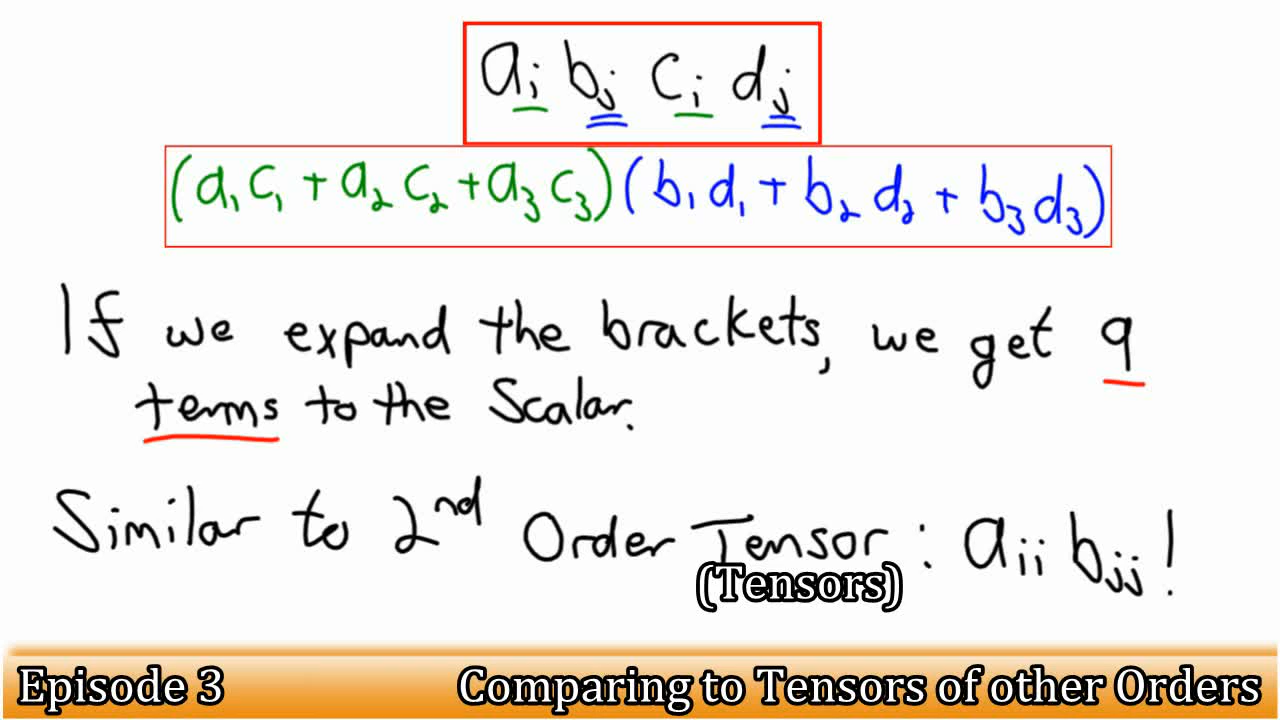 aᵢ bⱼ cᵢ dⱼ
(a₁c₁ + a₂c₂ + a₃c₃)(b₁d₁ + b₂d₂ + b₃d₃)
If we expand the brackets, we get 9
terms to the Scalar.
Similar to 2ⁿᵈ Order Tensor : aᵢᵢ bⱼⱼ!
(Tensors)
Episode 3 Comparing to Tensors of other Orders